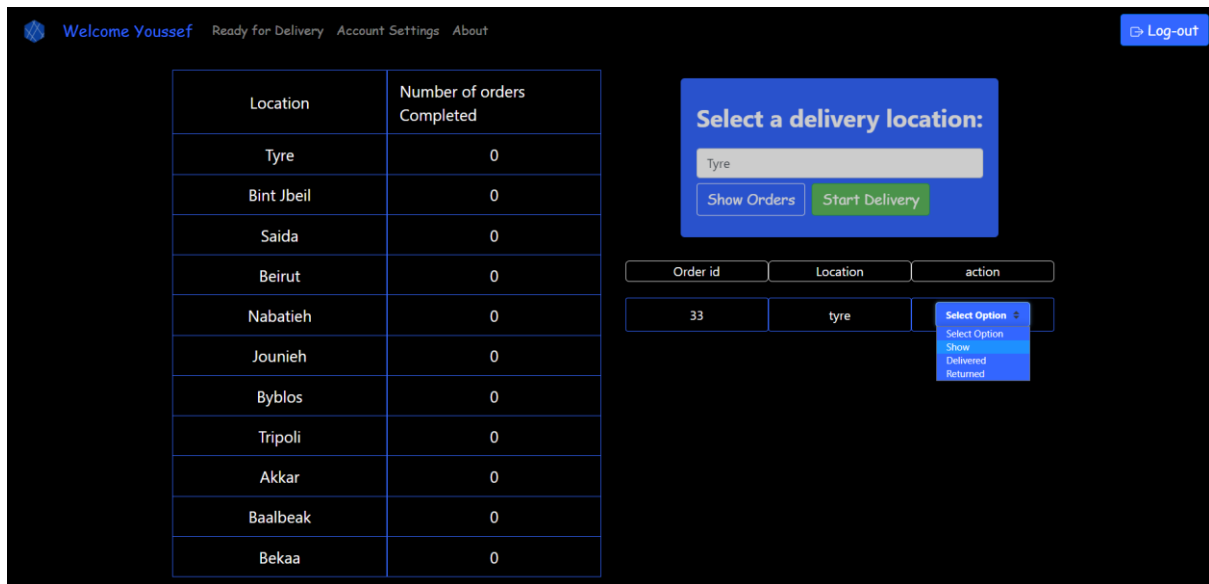 Welcome Youssef Ready for Delivery Account Settings About Log-out
Location Number of orders Completed
Tyre 0
Bint Jbeil 0
Saida 0
Beirut 0
Nabatieh 0
Jounieh 0
Byblos 0
Tripoli 0
Akkar 0
Baalbeak 0
Bekaa 0
Select a delivery location:
Tyre
Show Orders Start Delivery
Order id Location action
33 tyre Select Option
Select Option
Show
Delivered
Returned